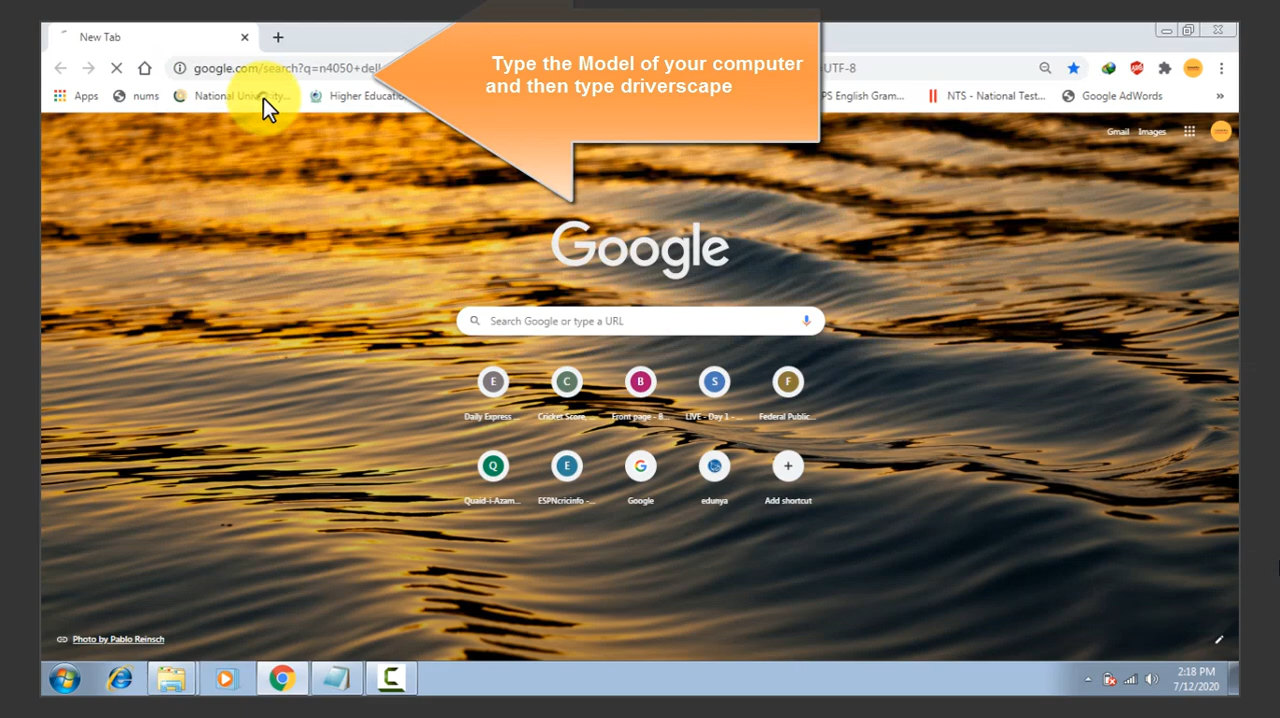 New Tab
google.com/search?q=n4050+dell
UTF-8
Type the Model of your computer
and then type driverscape
Apps
nums
National University...
Higher Educatio
PS English Gram...
NTS - National Test...
Google AdWords
»
Gmail
Images
Google
Search Google or type a URL
E
C
B
S
F
Daily Express ...
Cricket Score, ...
Front page - B...
LIVE - Day 1 - ...
Federal Public...
Q
E
G
Quaid-i-Azam...
ESPNcricinfo -...
Google
edunya
Add shortcut
Photo by Pablo Reinsch
2:18 PM
7/12/2020